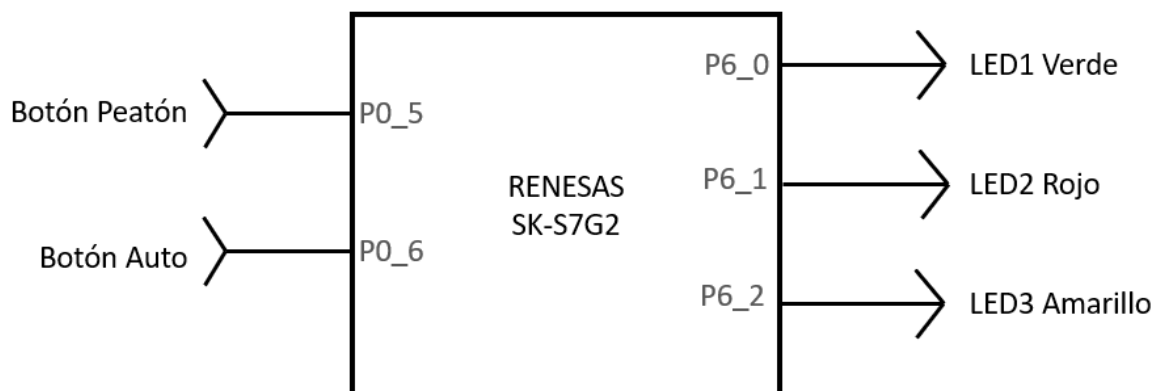 P6_0
LED1 Verde
Botón Peatón
P0_5
RENESAS
SK-S7G2
P6_1
LED2 Rojo
Botón Auto
P0_6
P6_2
LED3 Amarillo